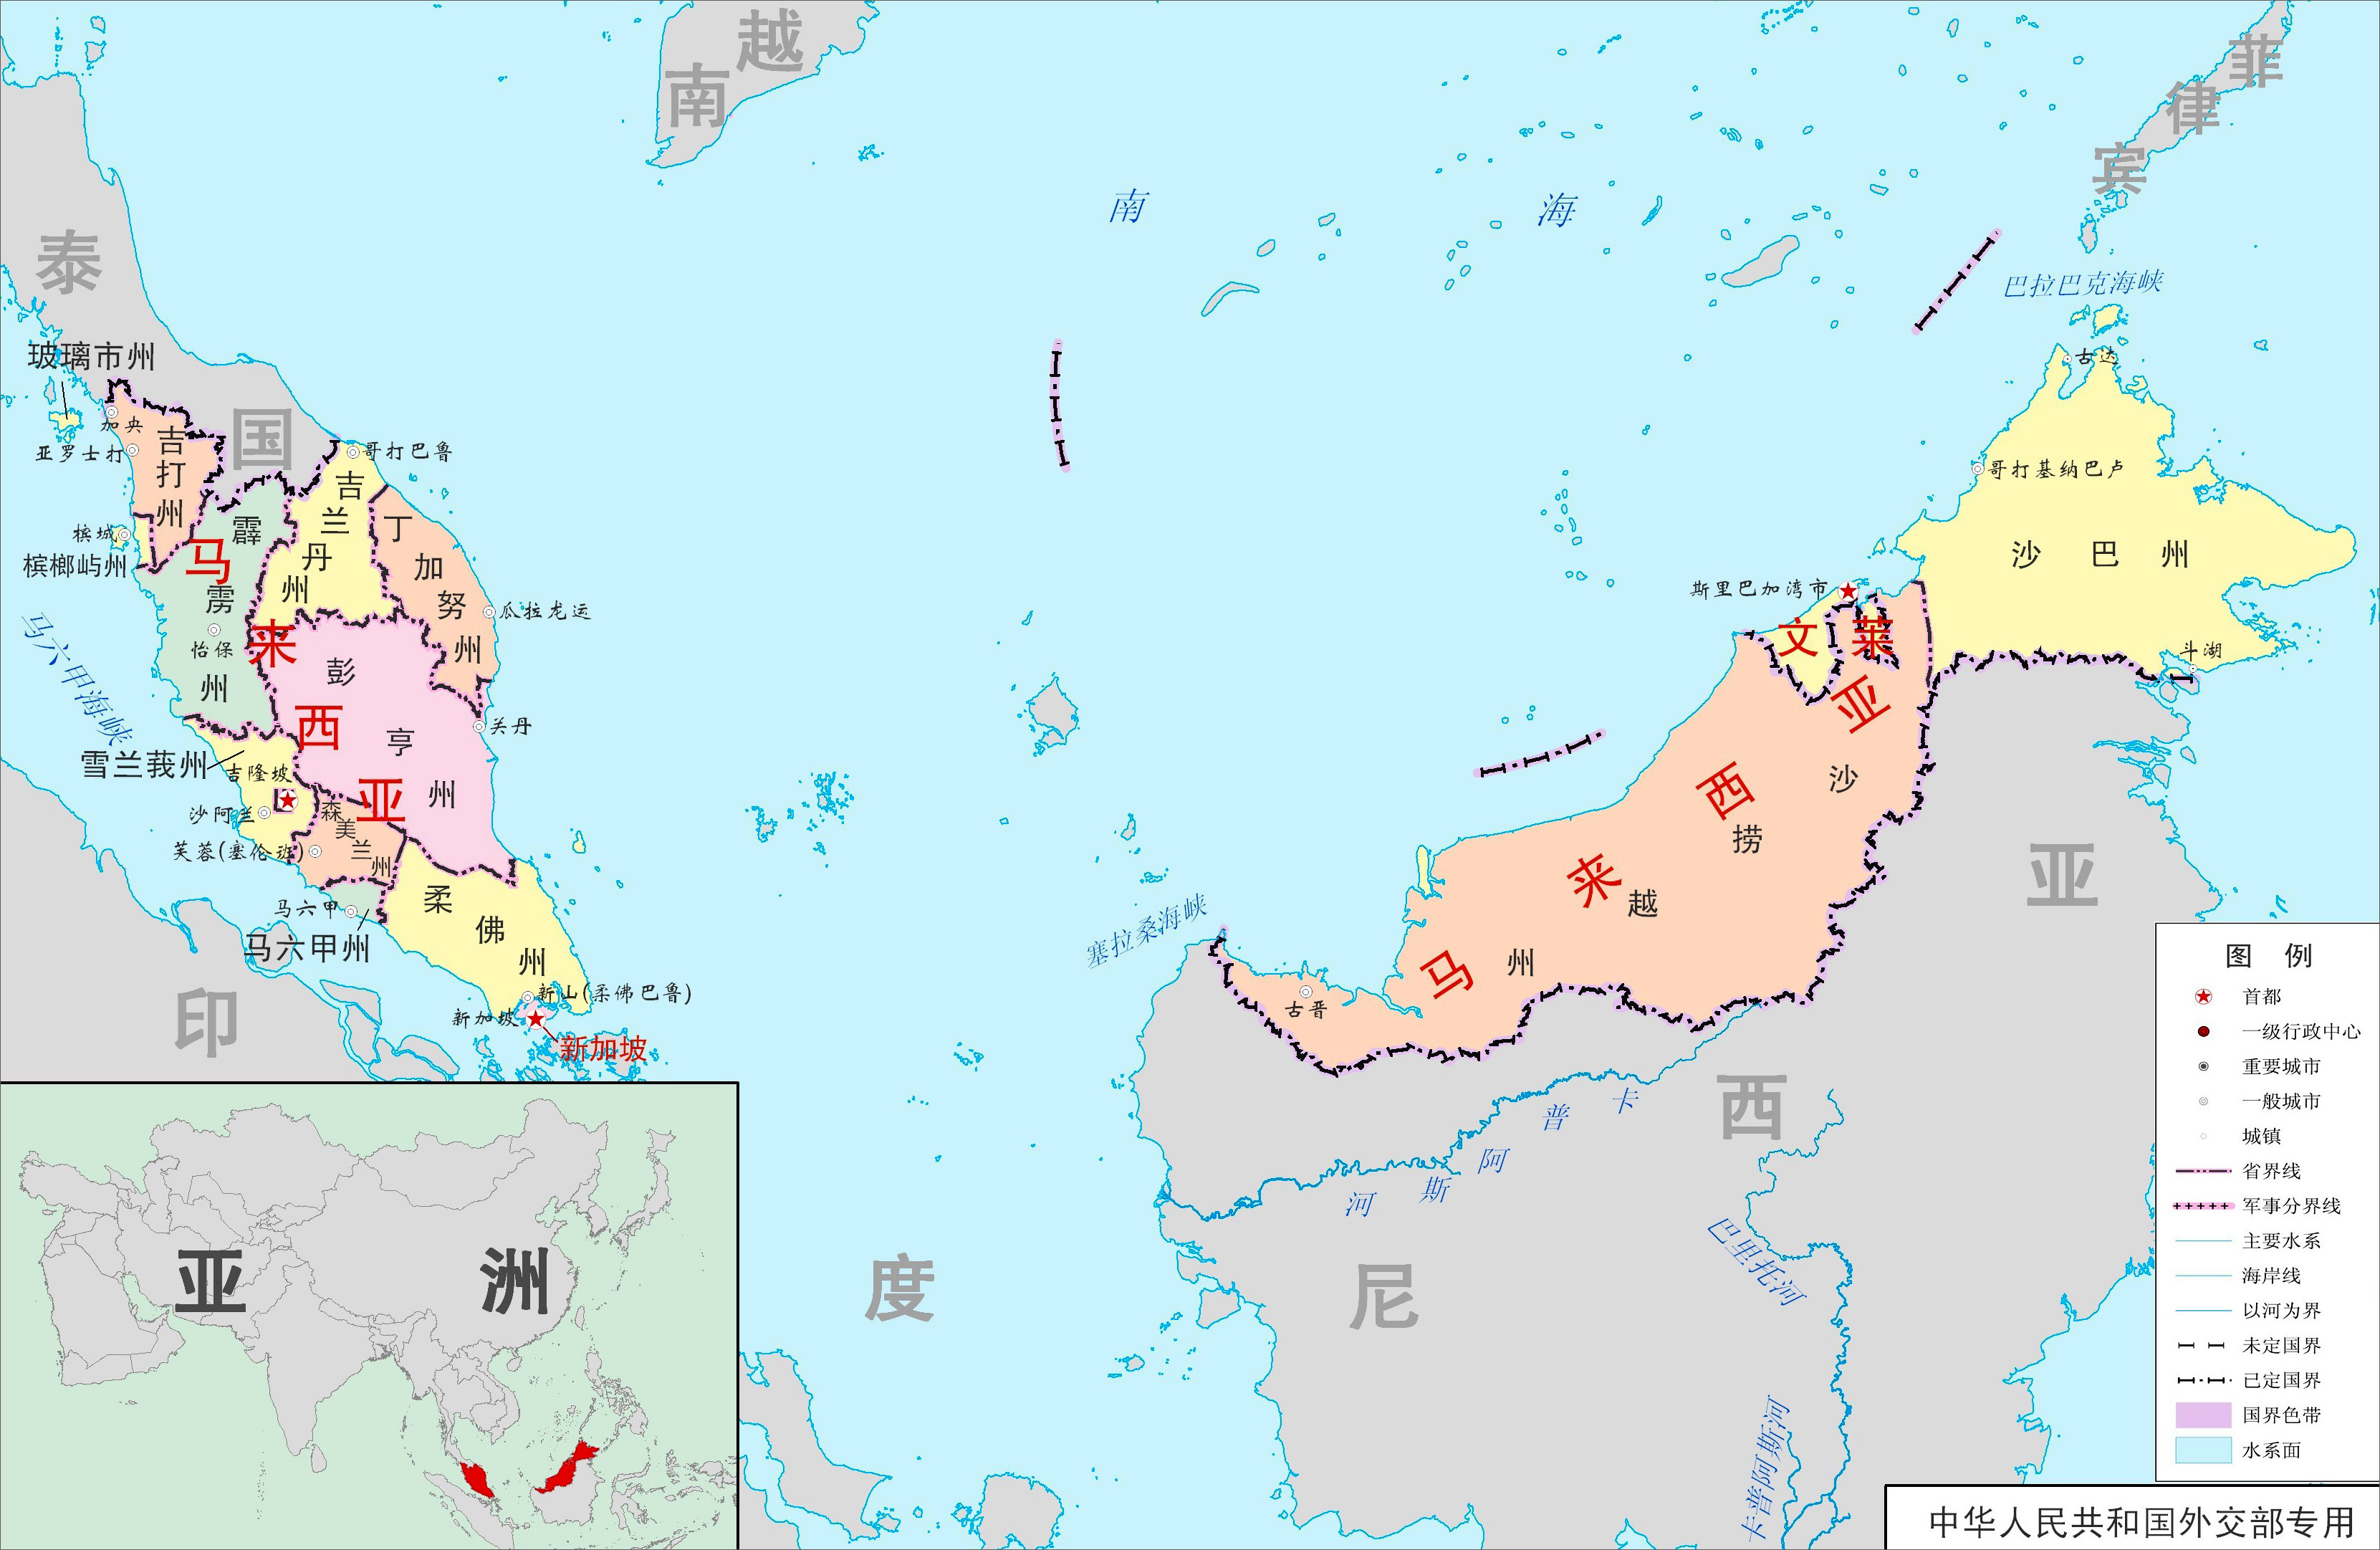 越南
菲律宾
泰国
南海
巴拉巴克海峡
玻璃市州
加央
亚罗士打
吉打州
哥打巴鲁
吉兰丹州
丁加努州
槟城
槟榔屿州
霹雳州
怡保
瓜拉龙运
马六甲海峡
彭亨州
关丹
马来西亚
雪兰莪州
吉隆坡
沙阿兰
森美兰州
芙蓉(塞伦班)
马六甲
马六甲州
柔佛州
新山(柔佛巴鲁)
新加坡
新加坡
古达
哥打基纳巴卢
沙巴州
斯里巴加湾市
文莱
斗湖
马来西亚
沙捞越州
塞拉桑海峡
古晋
印度尼西亚
卡普阿斯河
巴里托河
卡普阿斯河
亚洲
图例
首都
一级行政中心
重要城市
一般城市
城镇
省界线
军事分界线
主要水系
海岸线
以河为界
未定国界
已定国界
国界色带
水系面
中华人民共和国外交部专用